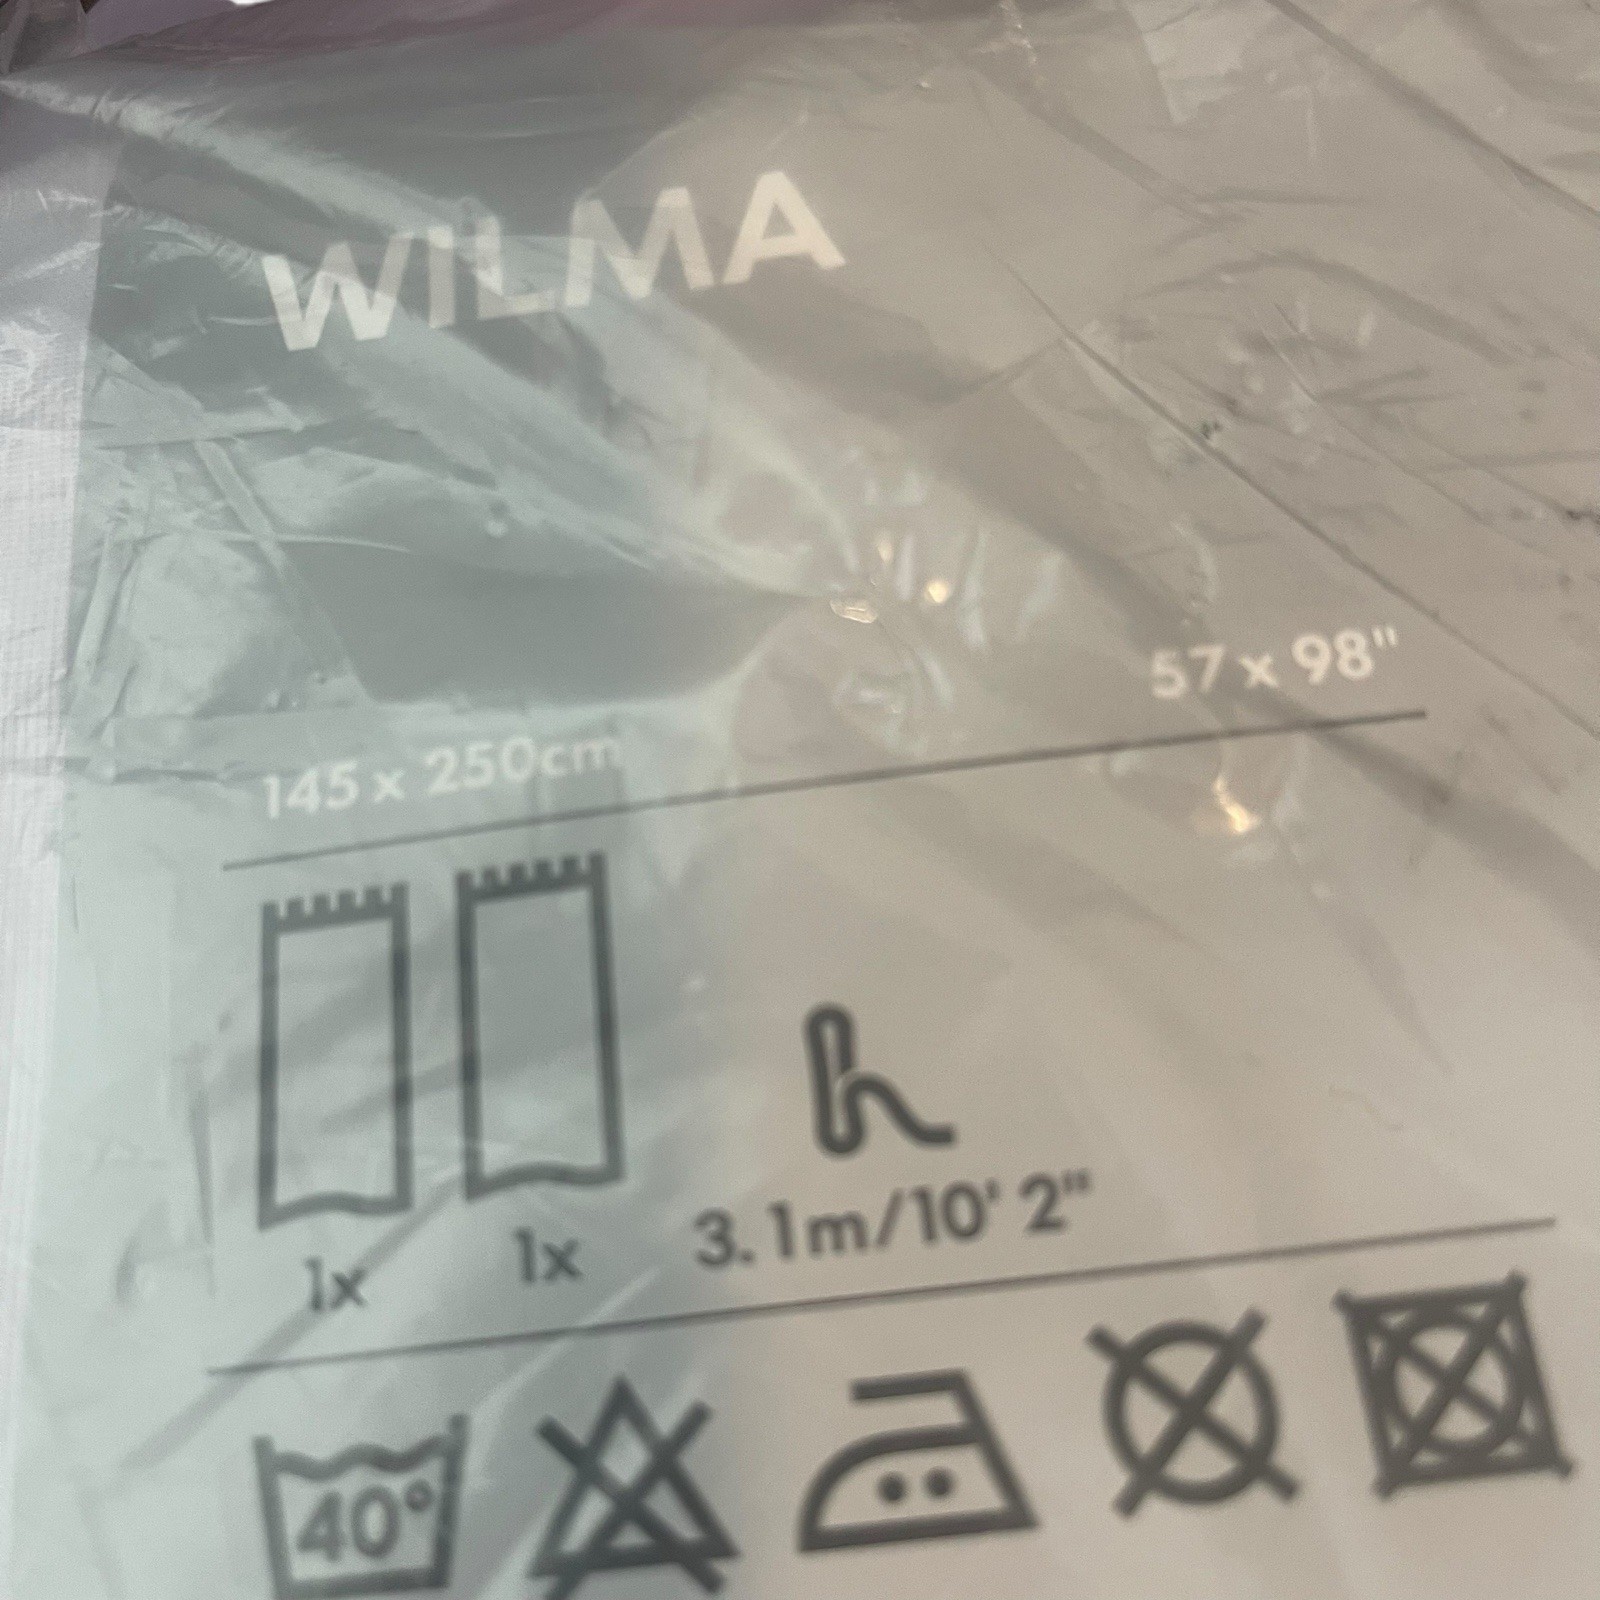 WILMA
57 x 98"
145 x 250cm
1x 1x 3.1m/10' 2"
40°